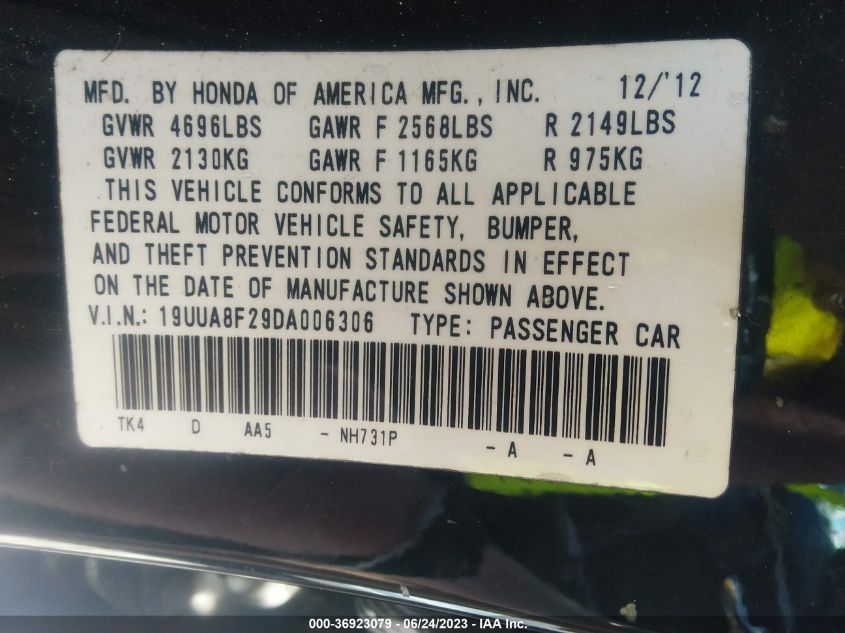 MFD. BY HONDA OF AMERICA MFG., INC. 12/'12
GVWR 4696LBS GAWR F 2568LBS R 2149LBS
GVWR 2130KG GAWR F 1165KG R 975KG
THIS VEHICLE CONFORMS TO ALL APPLICABLE
FEDERAL MOTOR VEHICLE SAFETY, BUMPER,
AND THEFT PREVENTION STANDARDS IN EFFECT
ON THE DATE OF MANUFACTURE SHOWN ABOVE.
V.I.N.: 19UUA8F29DA006306 TYPE: PASSENGER CAR
TK4 D AA5 - NH731P - A - A
000-36923079 - 06/24/2023 - IAA Inc.